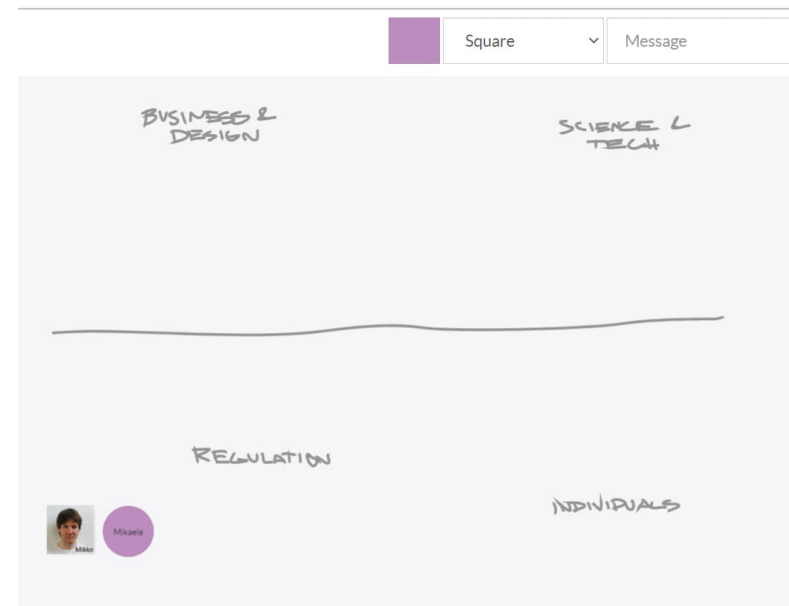 Square
Message
BUSINESS &
DESIGN
SCIENCE &
TECH
REGULATION
INDIVIDUALS
Mikko
Mikaela